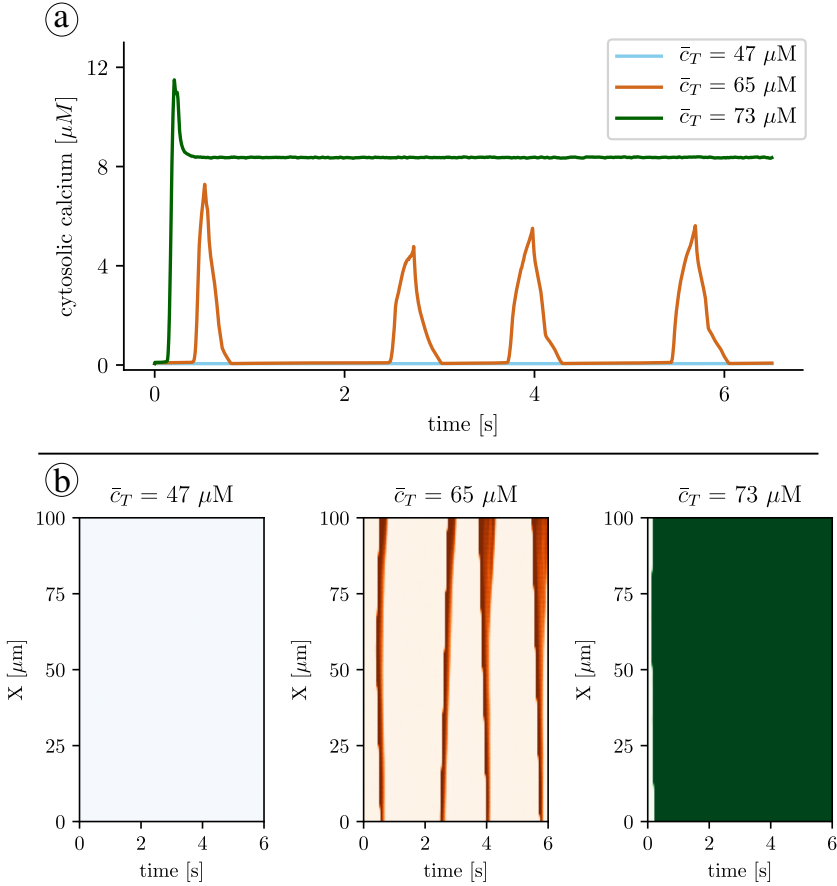 a
c̄_T = 47 μM
c̄_T = 65 μM
c̄_T = 73 μM
12
8
4
0
cytosolic calcium [μM]
0 2 4 6
time [s]
b
c̄_T = 47 μM c̄_T = 65 μM c̄_T = 73 μM
100 100 100
75 75 75
50 50 50
25 25 25
0 0 0
X [μm] X [μm] X [μm]
0 2 4 6 0 2 4 6 0 2 4 6
time [s] time [s] time [s]